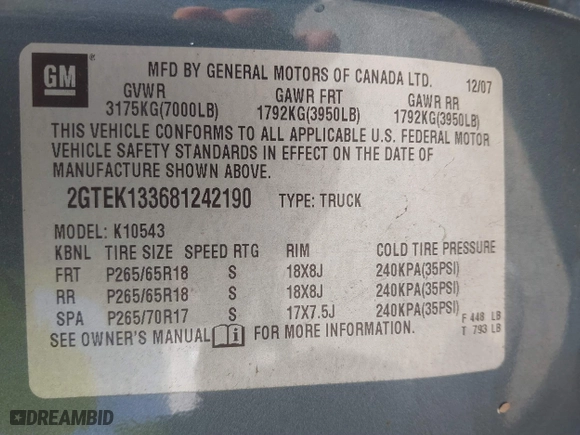 GM
MFD BY GENERAL MOTORS OF CANADA LTD. 12/07
GVWR GAWR FRT GAWR RR
3175KG(7000LB) 1792KG(3950LB) 1792KG(3950LB)
THIS VEHICLE CONFORMS TO ALL APPLICABLE U.S. FEDERAL MOTOR
VEHICLE SAFETY STANDARDS IN EFFECT ON THE DATE OF
MANUFACTURE SHOWN ABOVE.
2GTEK133681242190 TYPE: TRUCK
MODEL: K10543
KBNL TIRE SIZE SPEED RTG RIM COLD TIRE PRESSURE
FRT P265/65R18 S 18X8J 240KPA(35PSI)
RR P265/65R18 S 18X8J 240KPA(35PSI)
SPA P265/70R17 S 17X7.5J 240KPA(35PSI) F 448 LB
SEE OWNER'S MANUAL FOR MORE INFORMATION. T 793 LB
DREAMBID